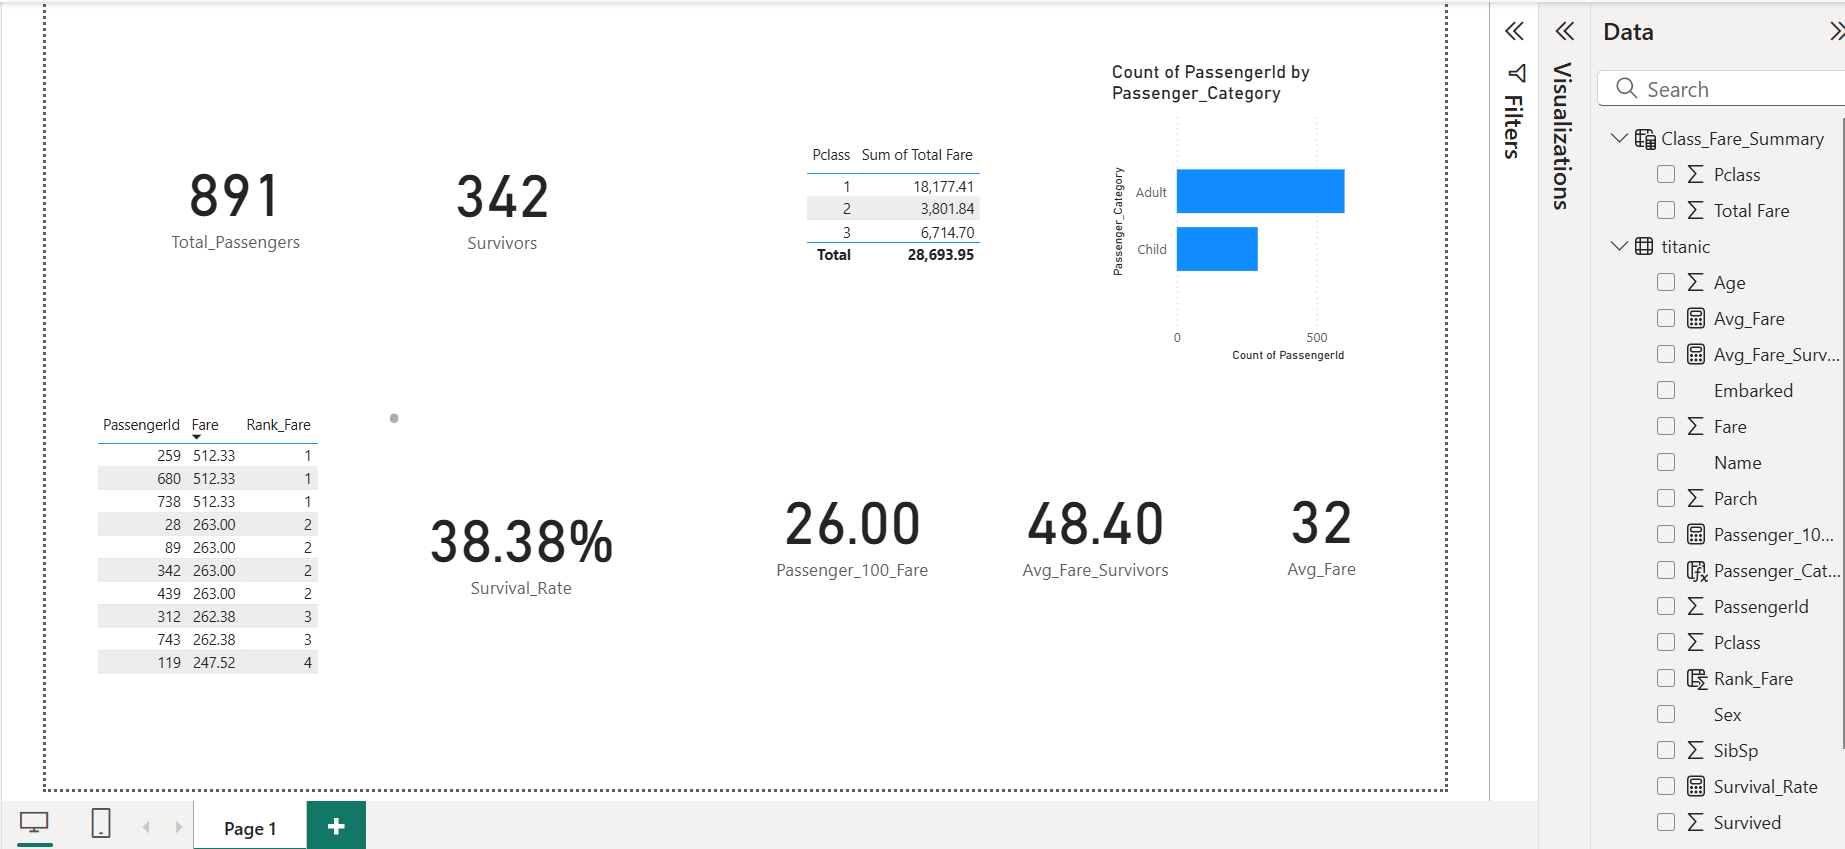 Count of PassengerId by
Passenger_Category
891
Total_Passengers
342
Survivors
Pclass Sum of Total Fare
1 18,177.41
2 3,801.84
3 6,714.70
Total 28,693.95
Passenger_Category
Adult
Child
0 500
Count of PassengerId
PassengerId Fare Rank_Fare
259 512.33 1
680 512.33 1
738 512.33 1
28 263.00 2
89 263.00 2
342 263.00 2
439 263.00 2
312 262.38 3
743 262.38 3
119 247.52 4
38.38%
Survival_Rate
26.00
Passenger_100_Fare
48.40
Avg_Fare_Survivors
32
Avg_Fare
Page 1
Filters
Visualizations
Data
Search
Class_Fare_Summary
Pclass
Total Fare
titanic
Age
Avg_Fare
Avg_Fare_Surv...
Embarked
Fare
Name
Parch
Passenger_10...
Passenger_Cat...
PassengerId
Pclass
Rank_Fare
Sex
SibSp
Survival_Rate
Survived